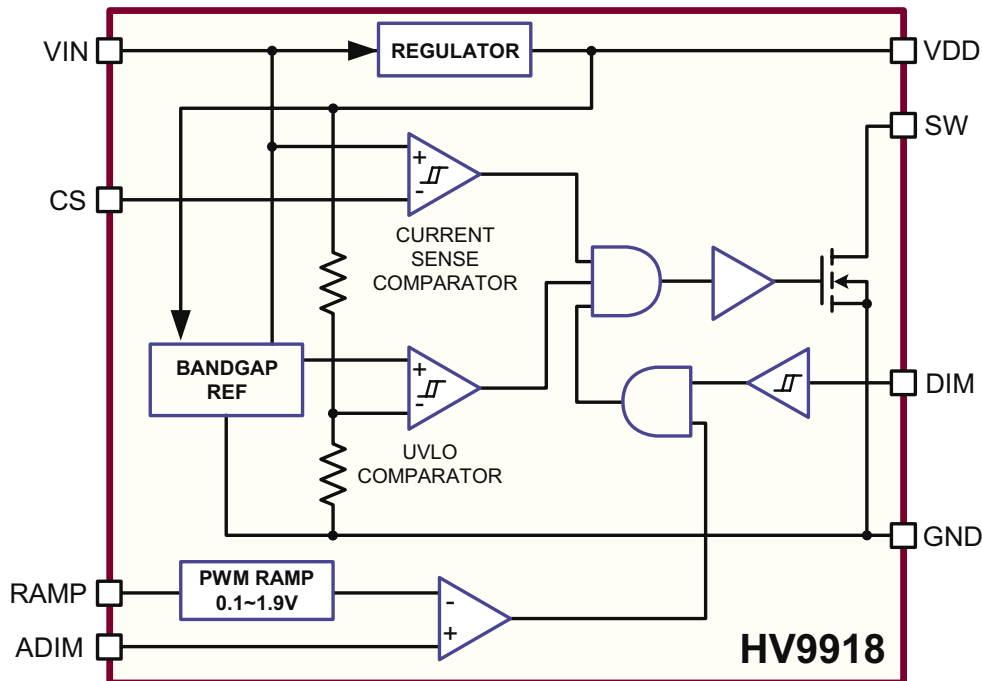 VIN
REGULATOR
VDD
SW
+
-
CS
CURRENT
SENSE
COMPARATOR
BANDGAP
REF
+
-
DIM
UVLO
COMPARATOR
GND
RAMP
PWM RAMP
0.1~1.9V
-
+
ADIM
HV9918